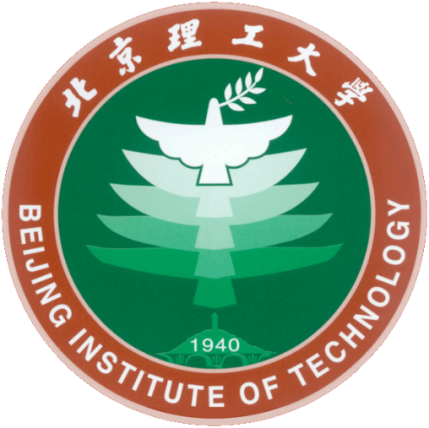 北京理工大学
1940
BEIJING INSTITUTE OF TECHNOLOGY